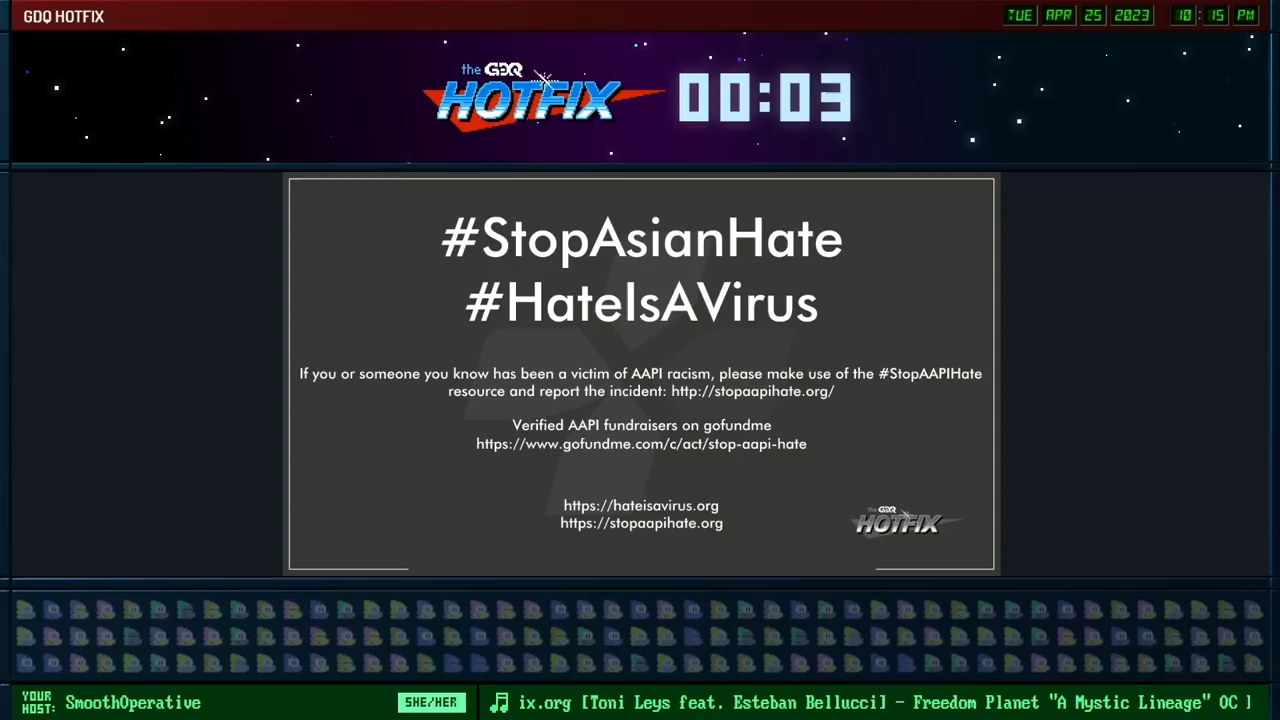 GDQ HOTFIX
TUE APR 25 2023 10:15 PM
the GDQ
HOTFIX
00:03
#StopAsianHate
#HateIsAVirus
If you or someone you know has been a victim of AAPI racism, please make use of the #StopAAPIHate
resource and report the incident: http://stopaapihate.org/
Verified AAPI fundraisers on gofundme
https://www.gofundme.com/c/act/stop-aapi-hate
https://hateisavirus.org
https://stopaapihate.org
the GDQ
HOTFIX
YOUR
HOST:
SmoothOperative
SHE/HER
ix.org [Toni Leys feat. Esteban Bellucci] - Freedom Planet "A Mystic Lineage" OC